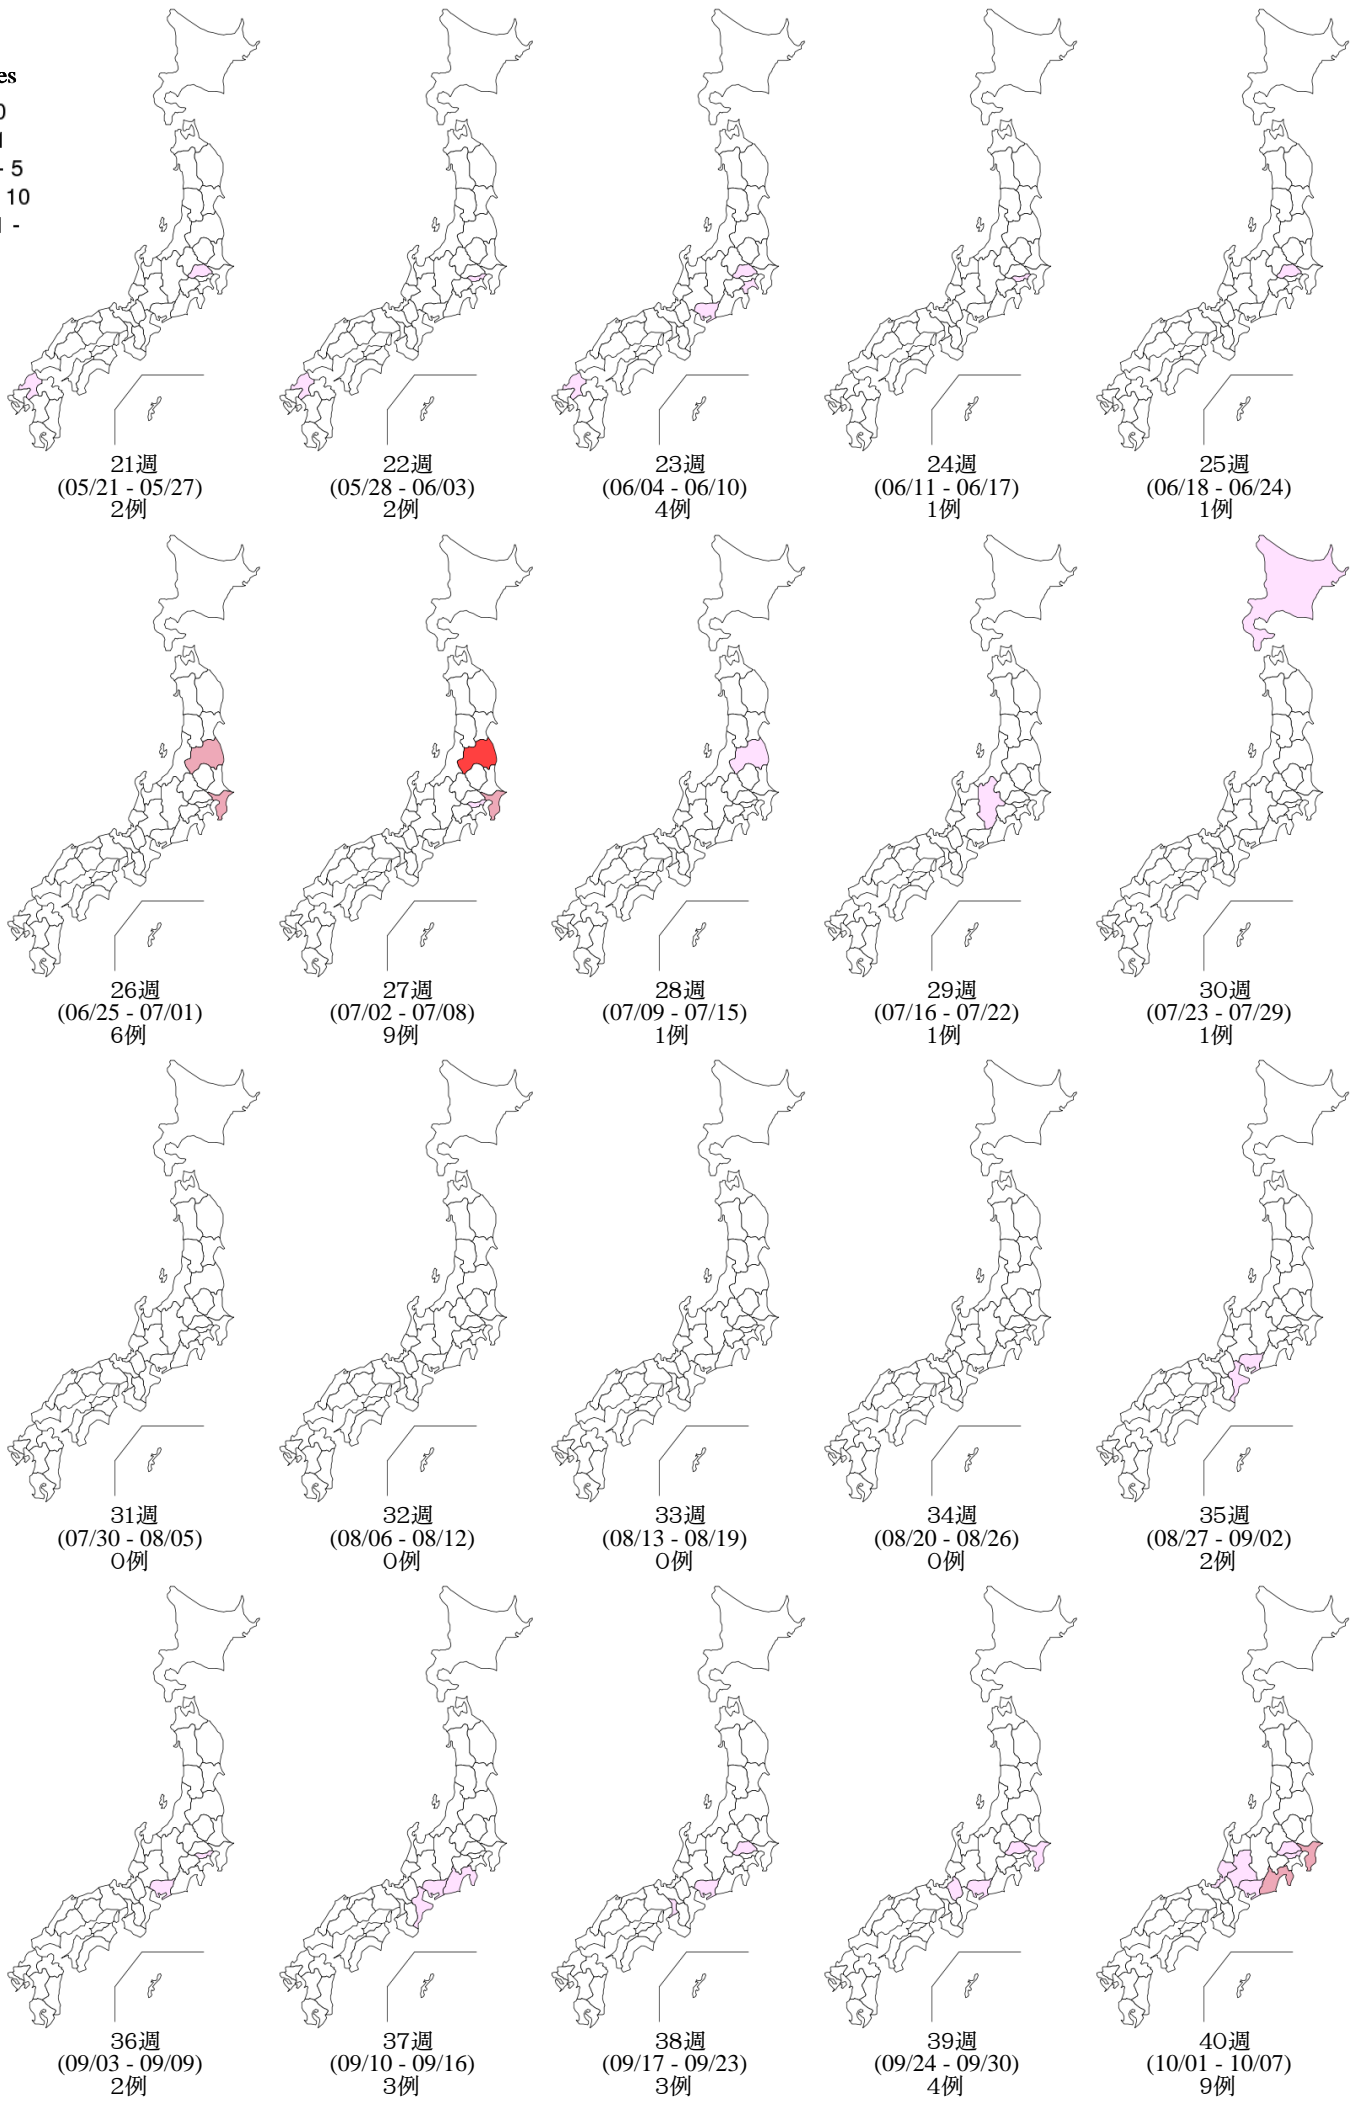 es
0
1
- 5
10
1 -
21週
(05/21 - 05/27)
2例
22週
(05/28 - 06/03)
2例
23週
(06/04 - 06/10)
4例
24週
(06/11 - 06/17)
1例
25週
(06/18 - 06/24)
1例
26週
(06/25 - 07/01)
6例
27週
(07/02 - 07/08)
9例
28週
(07/09 - 07/15)
1例
29週
(07/16 - 07/22)
1例
30週
(07/23 - 07/29)
1例
31週
(07/30 - 08/05)
0例
32週
(08/06 - 08/12)
0例
33週
(08/13 - 08/19)
0例
34週
(08/20 - 08/26)
0例
35週
(08/27 - 09/02)
2例
36週
(09/03 - 09/09)
2例
37週
(09/10 - 09/16)
3例
38週
(09/17 - 09/23)
3例
39週
(09/24 - 09/30)
4例
40週
(10/01 - 10/07)
9例